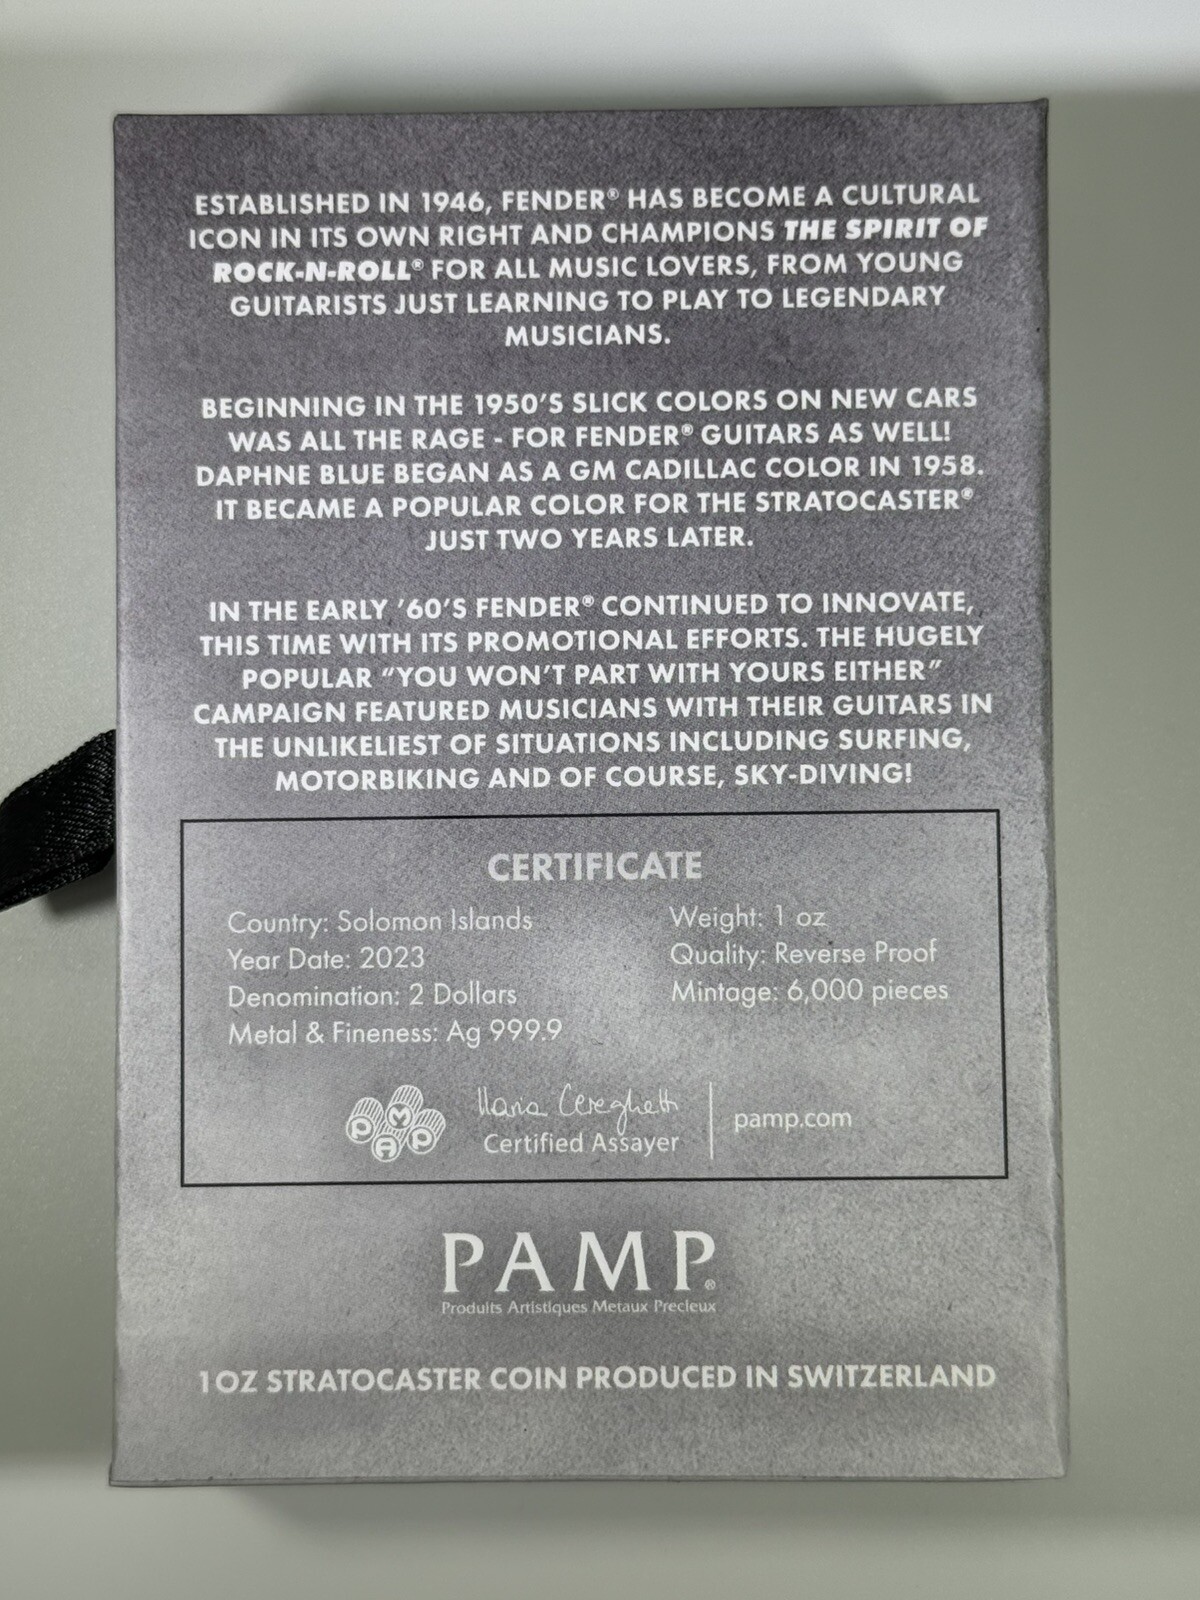 ESTABLISHED IN 1946, FENDER® HAS BECOME A CULTURAL
ICON IN ITS OWN RIGHT AND CHAMPIONS THE SPIRIT OF
ROCK-N-ROLL® FOR ALL MUSIC LOVERS, FROM YOUNG
GUITARISTS JUST LEARNING TO PLAY TO LEGENDARY
MUSICIANS.
BEGINNING IN THE 1950'S SLICK COLORS ON NEW CARS
WAS ALL THE RAGE - FOR FENDER® GUITARS AS WELL!
DAPHNE BLUE BEGAN AS A GM CADILLAC COLOR IN 1958.
IT BECAME A POPULAR COLOR FOR THE STRATOCASTER®
JUST TWO YEARS LATER.
IN THE EARLY '60'S FENDER® CONTINUED TO INNOVATE,
THIS TIME WITH ITS PROMOTIONAL EFFORTS. THE HUGELY
POPULAR "YOU WON'T PART WITH YOURS EITHER"
CAMPAIGN FEATURED MUSICIANS WITH THEIR GUITARS IN
THE UNLIKELIEST OF SITUATIONS INCLUDING SURFING,
MOTORBIKING AND OF COURSE, SKY-DIVING!
CERTIFICATE
Country: Solomon Islands
Year Date: 2023
Denomination: 2 Dollars
Metal & Fineness: Ag 999.9
Weight: 1 oz
Quality: Reverse Proof
Mintage: 6,000 pieces
PAMP
Ilaria Cereghetti
Certified Assayer
pamp.com
PAMP®
Produits Artistiques Metaux Precieux
1OZ STRATOCASTER COIN PRODUCED IN SWITZERLAND